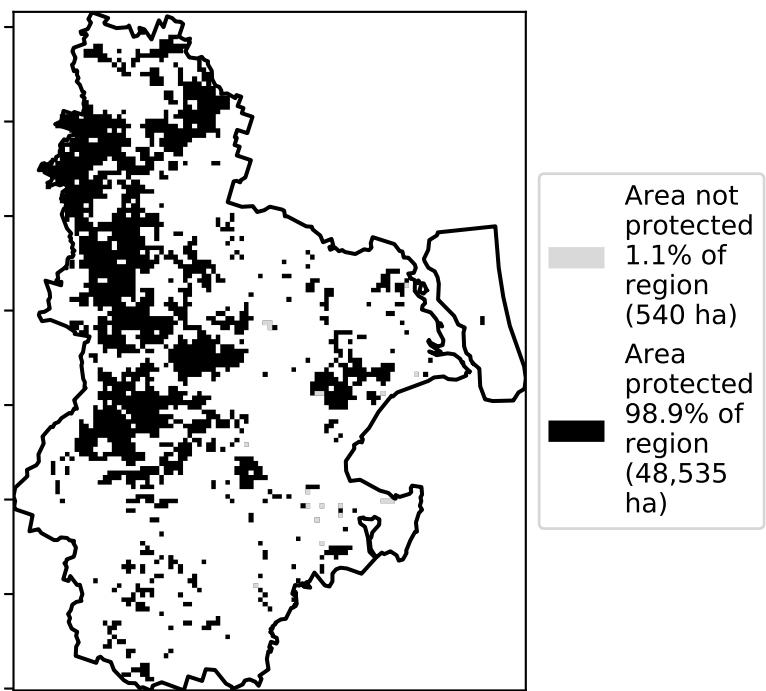 Area not
protected
1.1% of
region
(540 ha)
Area
protected
98.9% of
region
(48,535
ha)